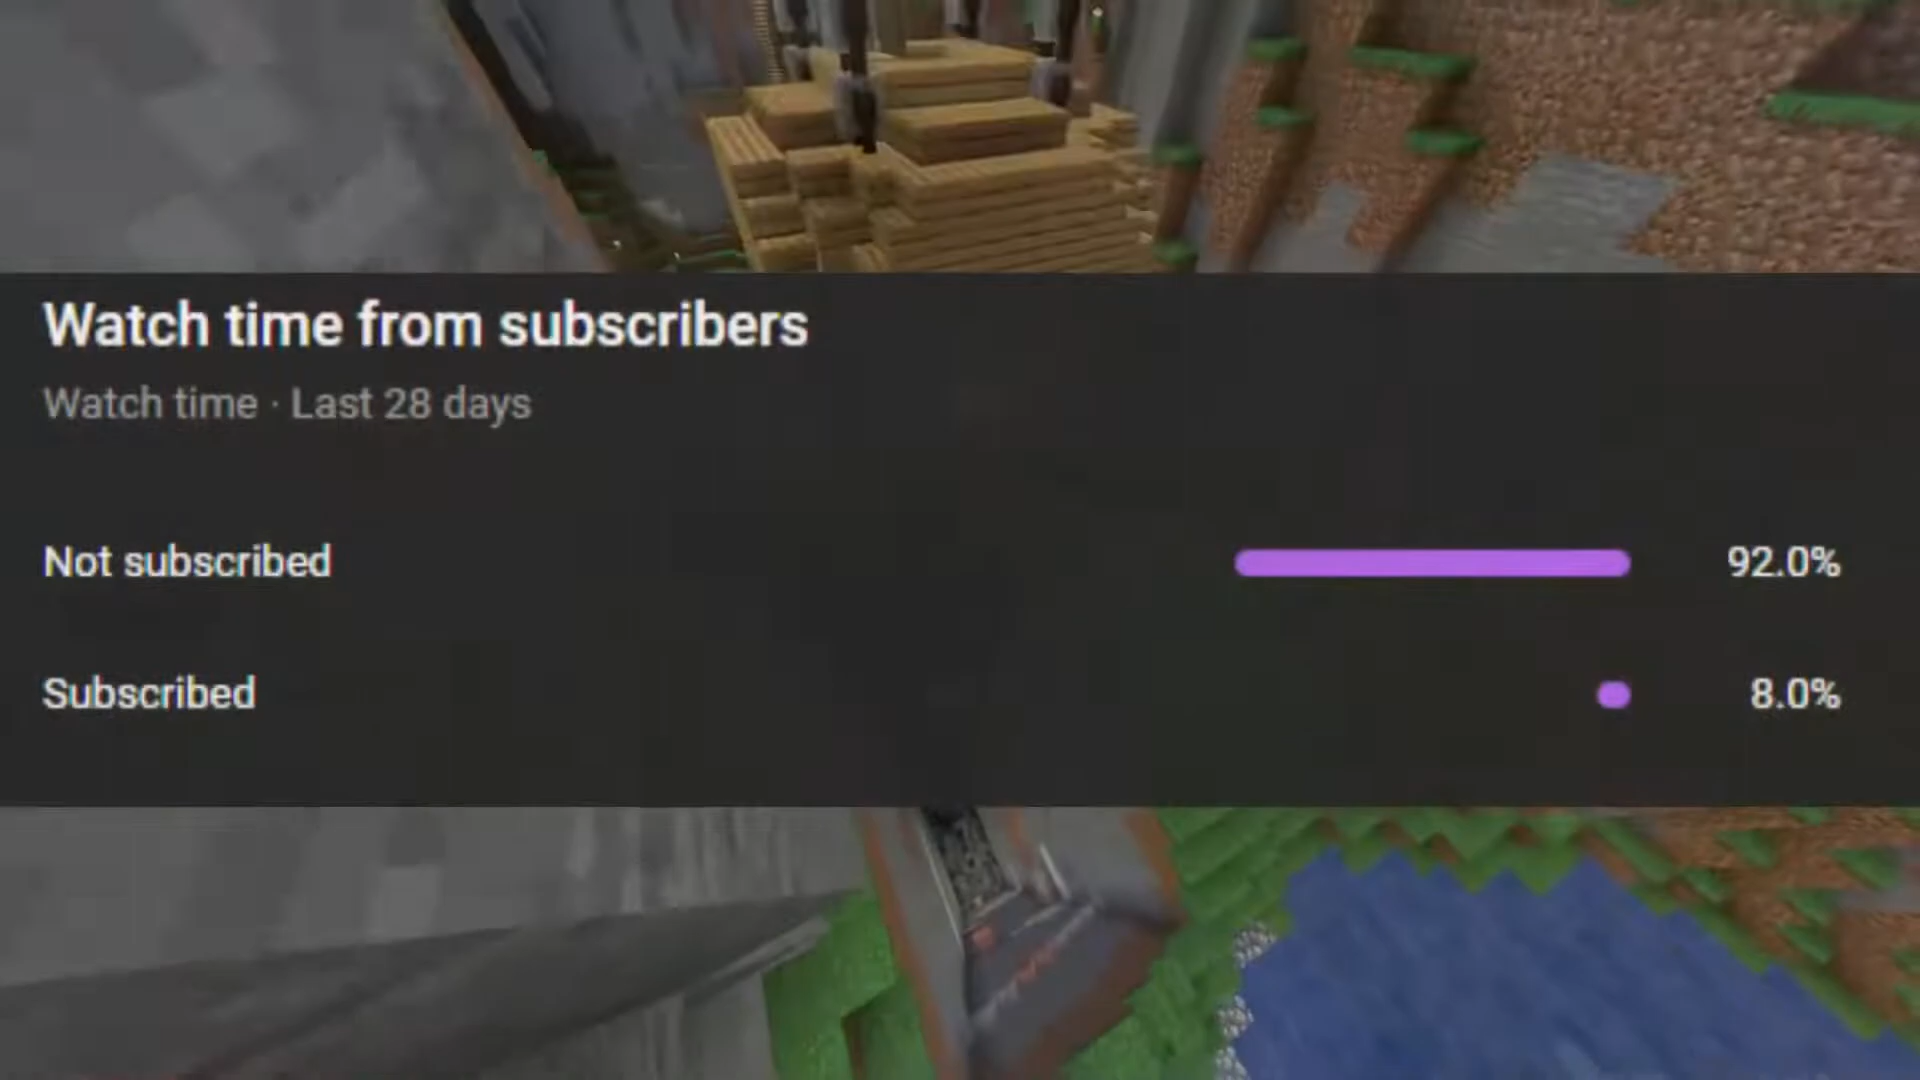 Watch time from subscribers
Watch time · Last 28 days
Not subscribed 92.0%
Subscribed 8.0%